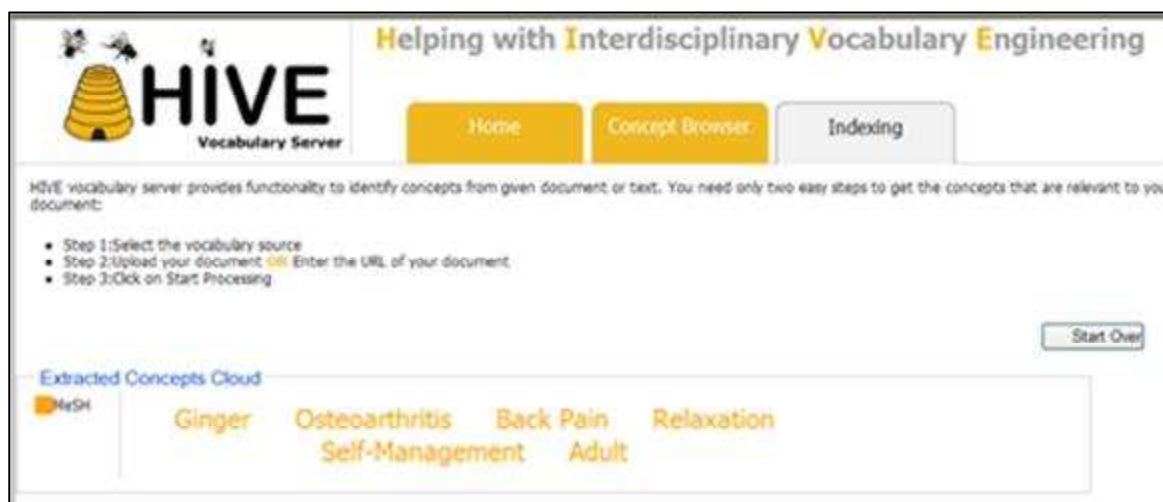 HIVE
Vocabulary Server
Helping with Interdisciplinary Vocabulary Engineering
Home
Concept Browser
Indexing
HIVE vocabulary server provides functionality to identify concepts from given document or text. You need only two easy steps to get the concepts that are relevant to you
document:
Step 1:Select the vocabulary source
Step 2:Upload your document OR Enter the URL of your document
Step 3:Click on Start Processing
Start Over
Extracted Concepts Cloud
MeSH
Ginger Osteoarthritis Back Pain Relaxation
Self-Management Adult